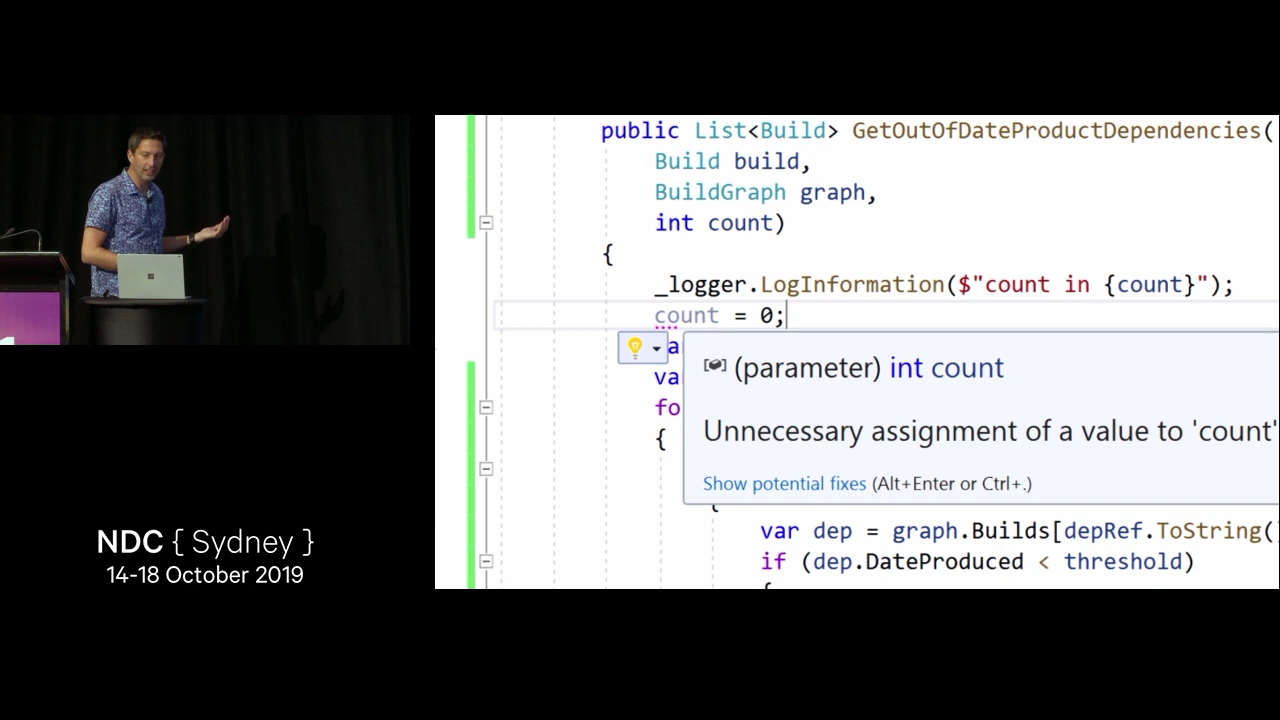 public List<Build> GetOutOfDateProductDependencies(
Build build,
BuildGraph graph,
int count)
{
_logger.LogInformation($"count in {count}");
count = 0;
va
(parameter) int count
fo
Unnecessary assignment of a value to 'count'
{
Show potential fixes (Alt+Enter or Ctrl+.)
var dep = graph.Builds[depRef.ToString()
if (dep.DateProduced < threshold)
NDC { Sydney }
14-18 October 2019